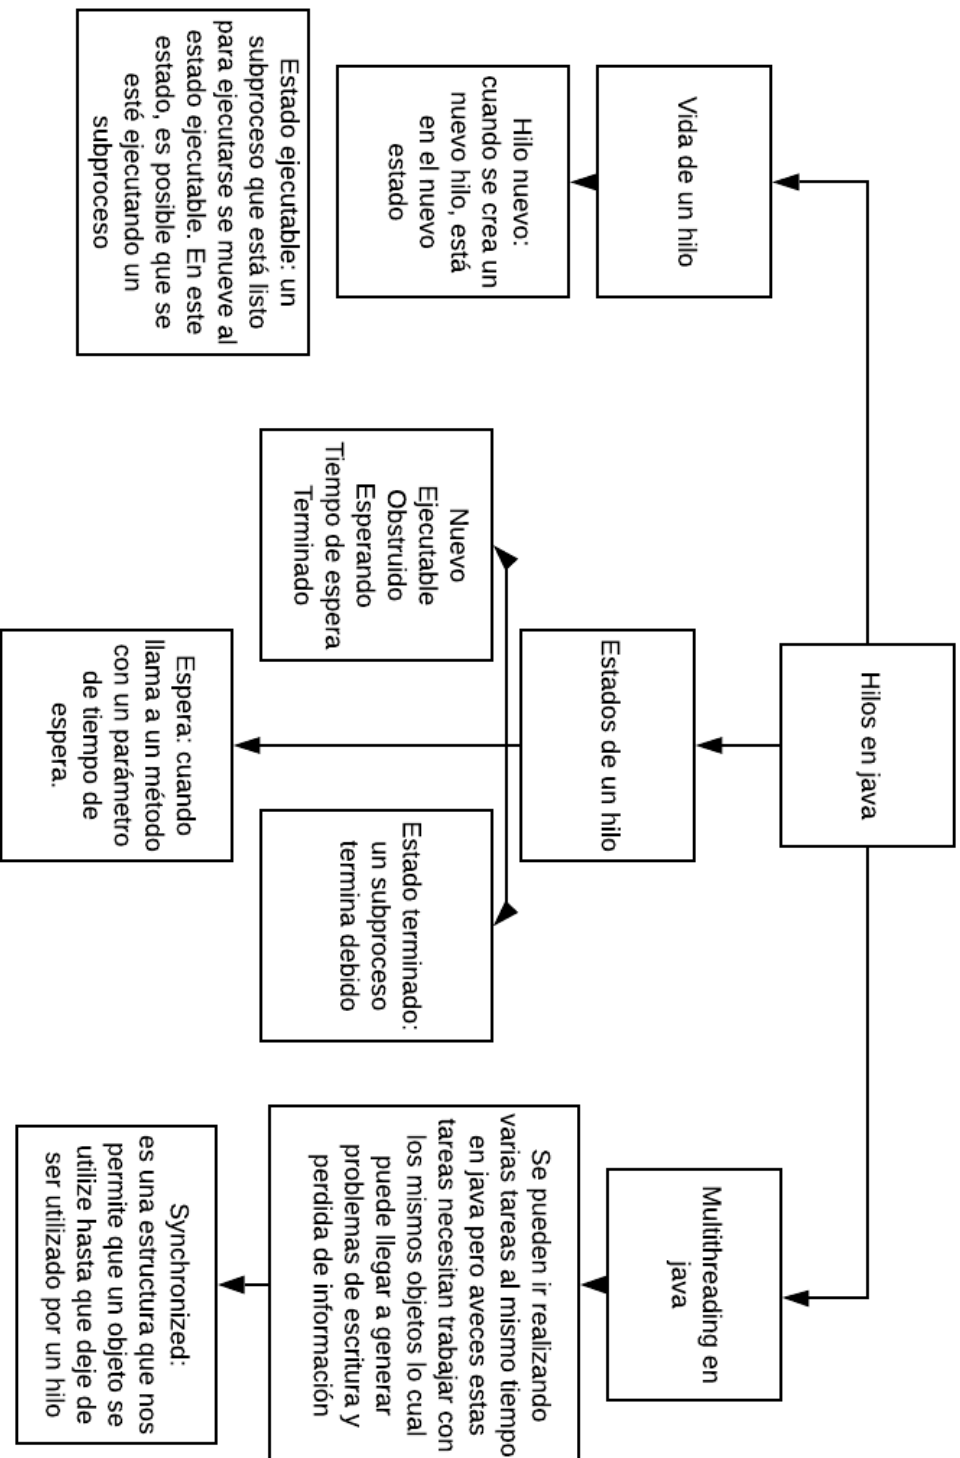 Hilos en java
Vida de un hilo
Hilo nuevo:
cuando se crea un
nuevo hilo, está
en el nuevo
estado
Estado ejecutable: un
subproceso que está listo
para ejecutarse se mueve al
estado ejecutable. En este
estado, es posible que se
esté ejecutando un
subproceso
Estados de un hilo
Nuevo
Ejecutable
Obstruido
Esperando
Tiempo de espera
Terminado
Espera: cuando
llama a un método
con un parámetro
de tiempo de
espera.
Estado terminado:
un subproceso
termina debido
Multithreading en
java
Se pueden ir realizando
varias tareas al mismo tiempo
en java pero aveces estas
tareas necesitan trabajar con
los mismos objetos lo cual
puede llegar a generar
problemas de escritura y
perdida de información
Synchronized:
es una estructura que nos
permite que un objeto se
utilize hasta que deje de
ser utilizado por un hilo